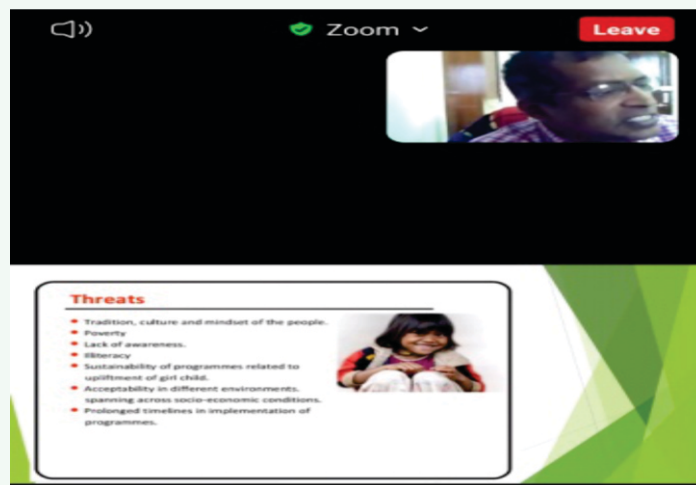 Zoom
Leave
Threats
Tradition, culture and mindset of the people.
Poverty
Lack of awareness.
Illiteracy
Sustainability of programmes related to
upliftment of girl child.
Acceptability in different environments.
spanning across socio-economic conditions.
Prolonged timelines in implementation of
programmes.